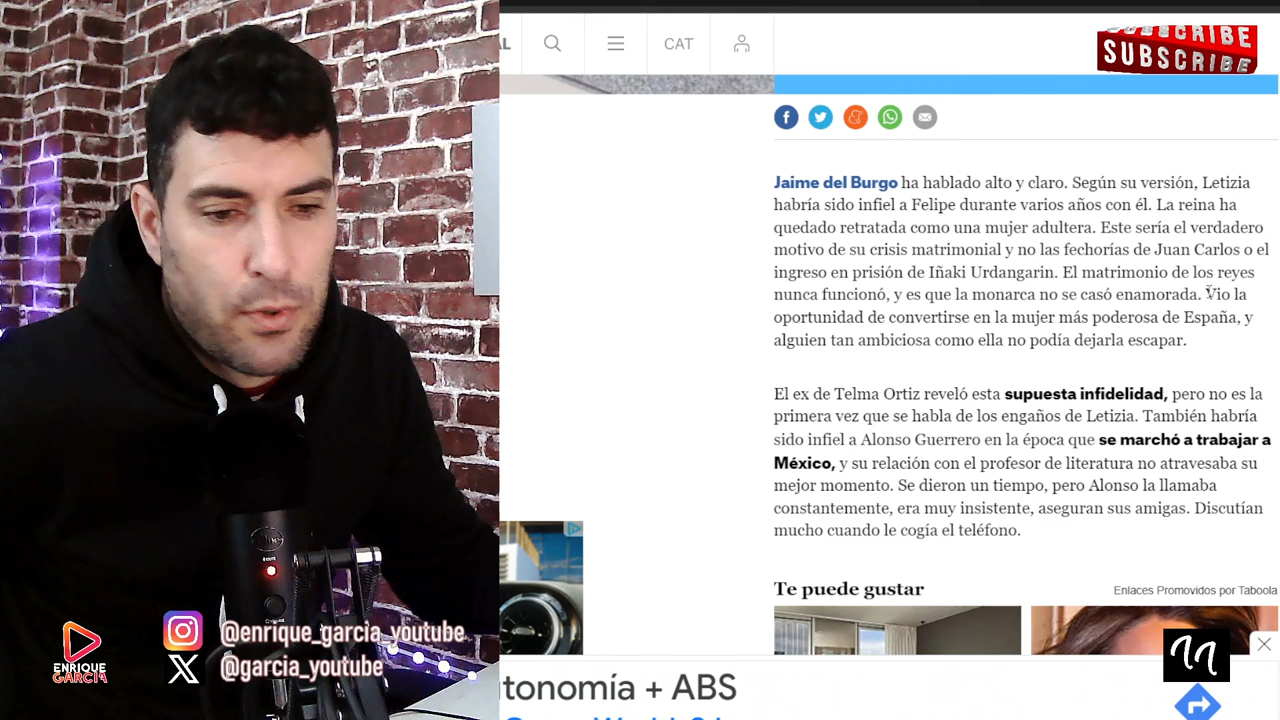 CAT
SUBSCRIBE
SUBSCRIBE
Jaime del Burgo ha hablado alto y claro. Según su versión, Letizia
habría sido infiel a Felipe durante varios años con él. La reina ha
quedado retratada como una mujer adultera. Este sería el verdadero
motivo de su crisis matrimonial y no las fechorías de Juan Carlos o el
ingreso en prisión de Iñaki Urdangarin. El matrimonio de los reyes
nunca funcionó, y es que la monarca no se casó enamorada. Vio la
oportunidad de convertirse en la mujer más poderosa de España, y
alguien tan ambiciosa como ella no podía dejarla escapar.
El ex de Telma Ortiz reveló esta supuesta infidelidad, pero no es la
primera vez que se habla de los engaños de Letizia. También habría
sido infiel a Alonso Guerrero en la época que se marchó a trabajar a
México, y su relación con el profesor de literatura no atravesaba su
mejor momento. Se dieron un tiempo, pero Alonso la llamaba
constantemente, era muy insistente, aseguran sus amigas. Discutían
mucho cuando le cogía el teléfono.
Te puede gustar
Enlaces Promovidos por Taboola
tonomía + ABS
ENRIQUE
GARCIA
@enrique_garcia_youtube
@garcia_youtube